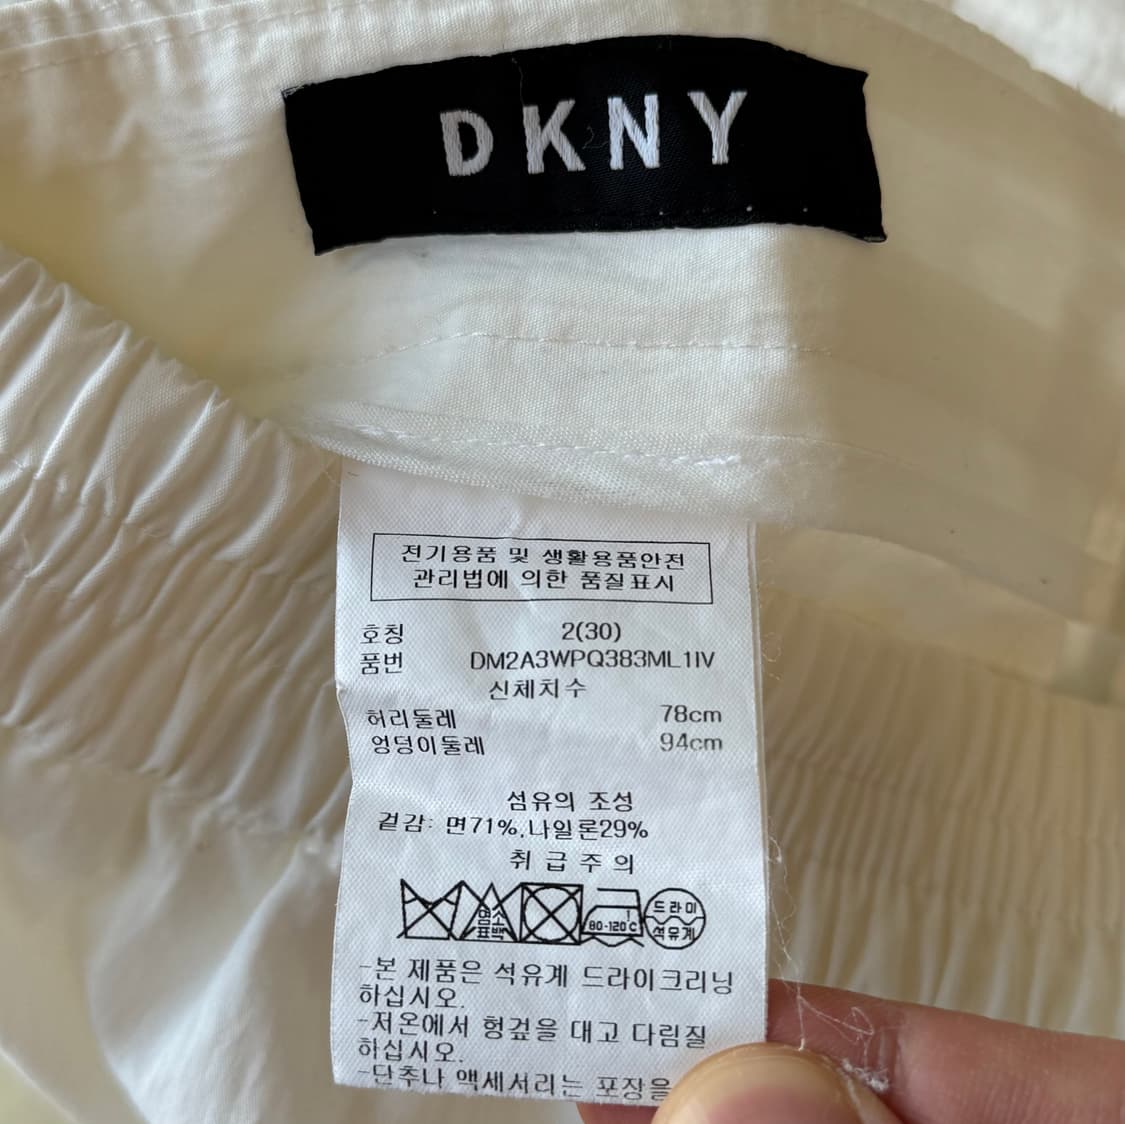 DKNY
전기용품 및 생활용품안전
관리법에 의한 품질표시
호칭 2(30)
품번 DM2A3WPQ383ML1IV
신체치수
허리둘레 78cm
엉덩이둘레 94cm
섬유의 조성
겉감: 면71%,나일론29%
취급주의
염소
표백
80-120℃
드라이
석유계
-본 제품은 석유계 드라이크리닝
하십시오.
-저온에서 헝겊을 대고 다림질
하십시오.
-단추나 액세서리는 포장을